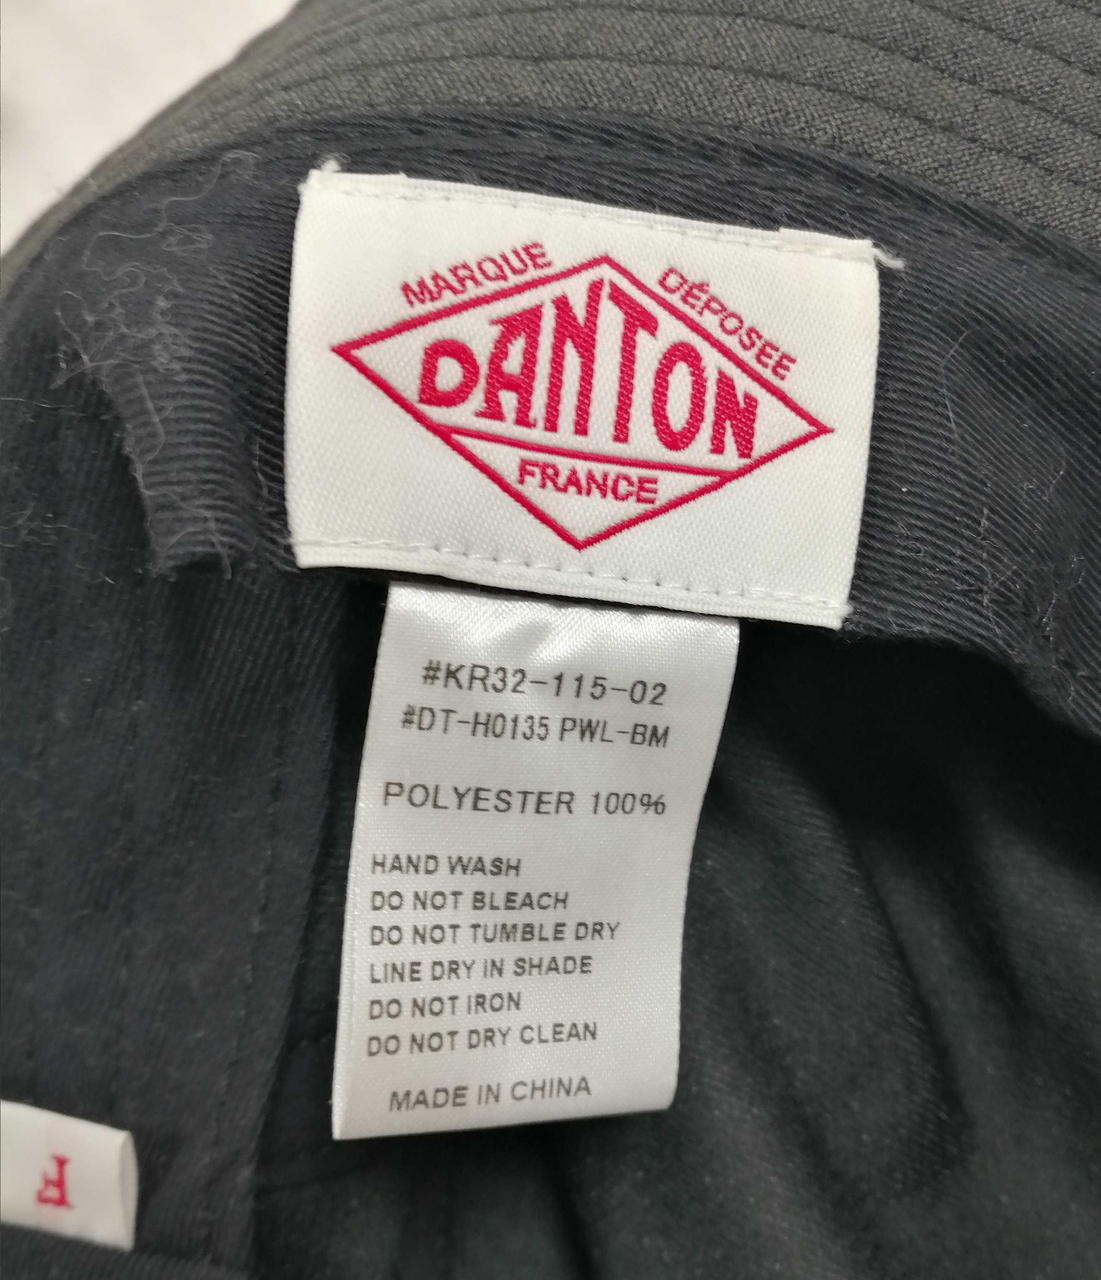 MARQUE DÉPOSÉE
DANTON
FRANCE
#KR32-115-02
#DT-H0135 PWL-BM
POLYESTER 100%
HAND WASH
DO NOT BLEACH
DO NOT TUMBLE DRY
LINE DRY IN SHADE
DO NOT IRON
DO NOT DRY CLEAN
MADE IN CHINA